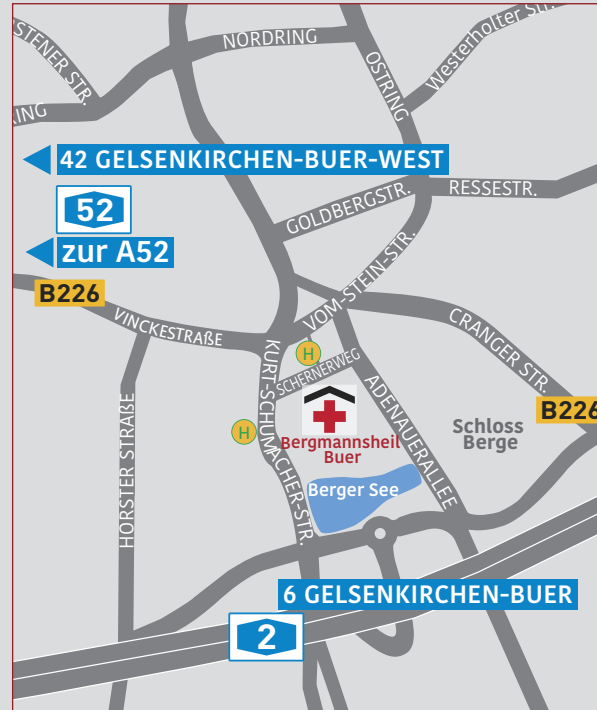 NORDRING
OSTRING
Westerholter Str.
STENER STR.
RING
42 GELSENKIRCHEN-BUER-WEST
52
GOLDBERGSTR.
RESSESTR.
zur A52
B226
VOM-STEIN-STR.
VINCKESTRAßE
CRANGER STR.
H
SCHERNERWEG
KURT-SCHUMACHER-STR.
ADENAUERALLEE
HORSTER STRAßE
B226
H
Bergmannsheil
Buer
Schloss
Berge
Berger See
6 GELSENKIRCHEN-BUER
2